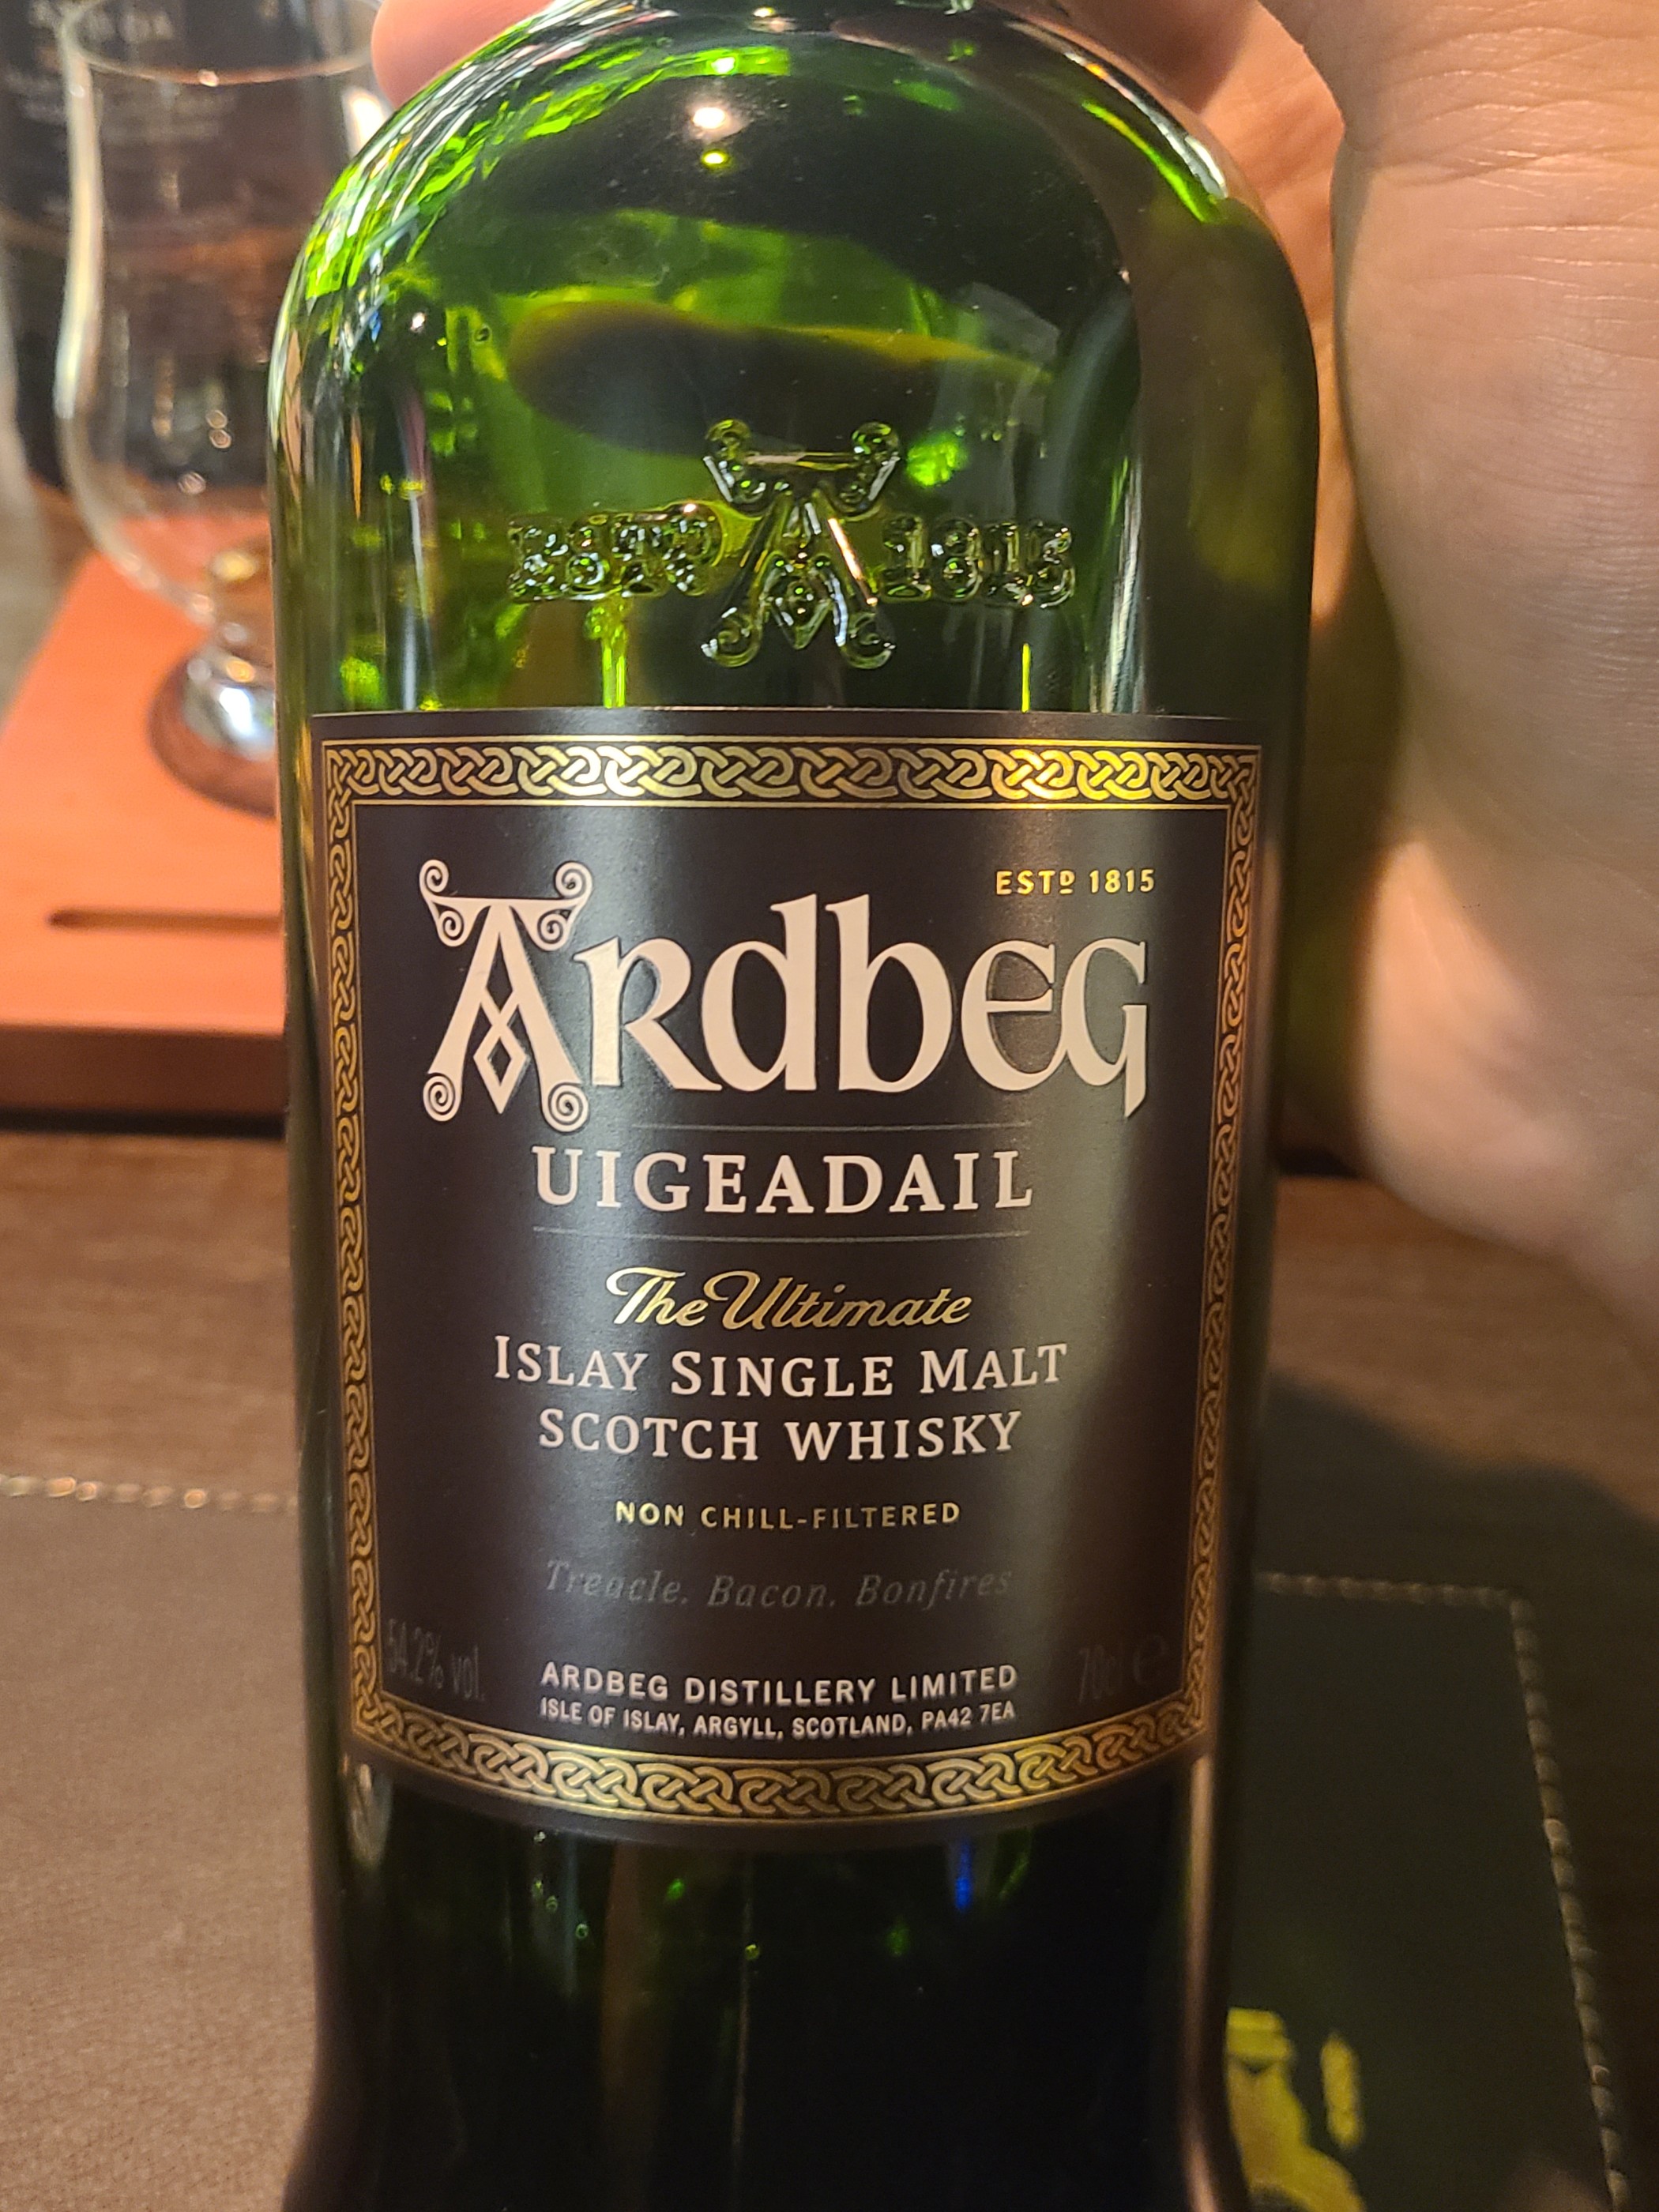 ESTD 1815
ESTD 1815
Ardbeg
UIGEADAIL
The Ultimate
ISLAY SINGLE MALT
SCOTCH WHISKY
NON CHILL-FILTERED
Treacle. Bacon. Bonfires
54.2% vol.
70cl e
ARDBEG DISTILLERY LIMITED
ISLE OF ISLAY, ARGYLL, SCOTLAND, PA42 7EA